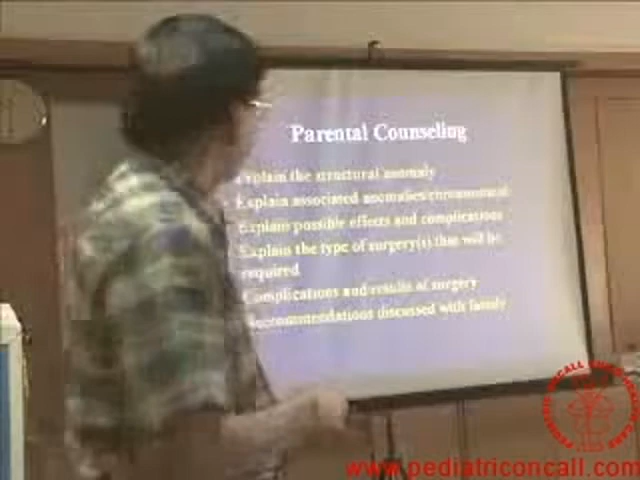 Parental Counseling
Explain the structural anomaly
Explain associated anomalies/chromosomal
Explain possible effects and complications
Explain the type of surgery(s) that will be
required
Complications and results of surgery
Recommendations discussed with family
www.pediatriconcall.com